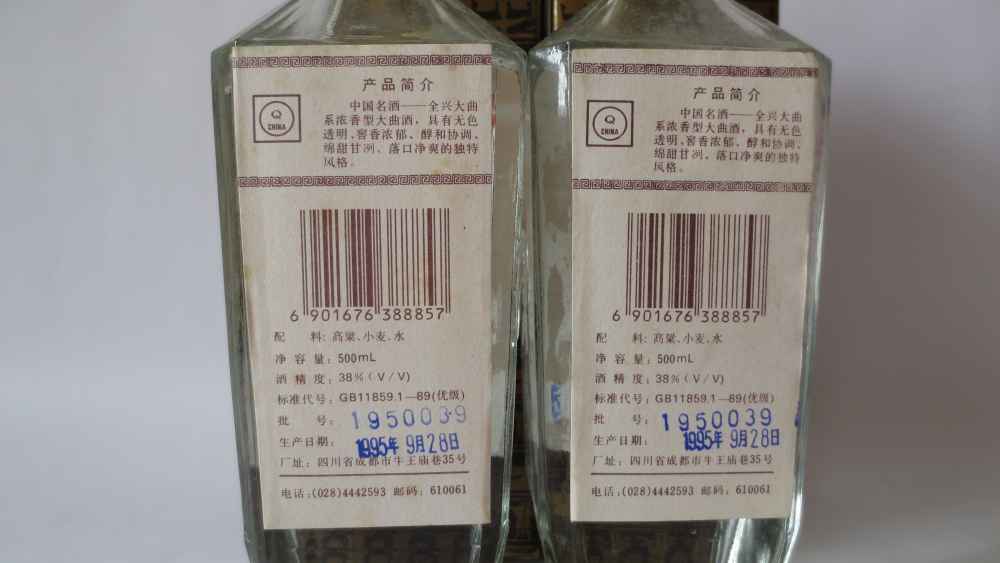 产品简介
Q
CHINA
中国名酒——全兴大曲
系浓香型大曲酒，具有无色
透明、窖香浓郁、醇和协调、
绵甜甘洌、落口净爽的独特
风格。
6 901676 388857
配 料: 高粱、小麦、水
净 容 量: 500mL
酒 精 度: 38%(V/V)
标准代号: GB11859.1—89(优级)
批 号: 1950039
生产日期: 1995年 9月28日
厂址: 四川省成都市牛王庙巷35号
电话:(028)4442593 邮码: 610061
产品简介
Q
CHINA
中国名酒——全兴大曲
系浓香型大曲酒，具有无色
透明、窖香浓郁、醇和协调、
绵甜甘洌、落口净爽的独特
风格。
6 901676 388857
配 料: 高粱、小麦、水
净 容 量: 500mL
酒 精 度: 38%(V/V)
标准代号: GB11859.1—89(优级)
批 号: 1950039
生产日期: 1995年 9月28日
厂址: 四川省成都市牛王庙巷35号
电话:(028)4442593 邮码: 610061